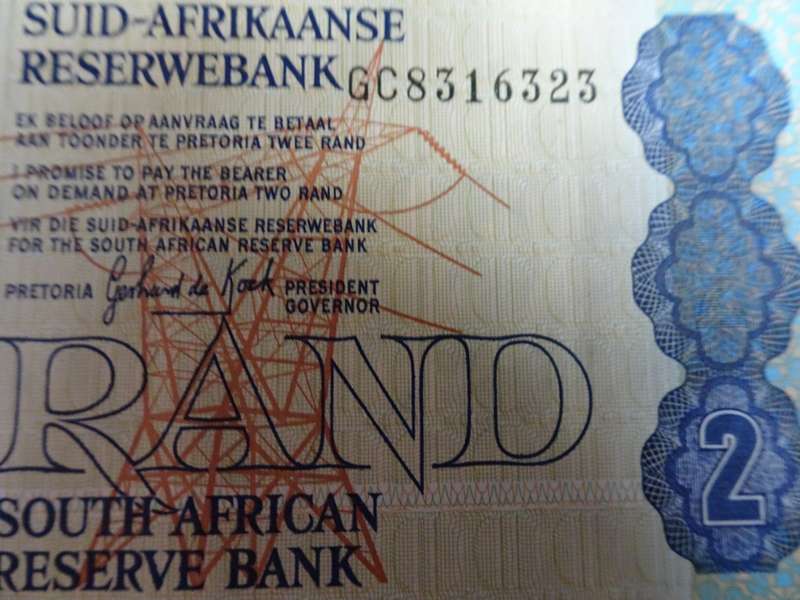 SUID-AFRIKAANSE
RESERWEBANK
GC8316323
EK BELOOF OP AANVRAAG TE BETAAL
AAN TOONDER TE PRETORIA TWEE RAND
I PROMISE TO PAY THE BEARER
ON DEMAND AT PRETORIA TWO RAND
VIR DIE SUID-AFRIKAANSE RESERWEBANK
FOR THE SOUTH AFRICAN RESERVE BANK
PRETORIA Gerhard de Kock PRESIDENT
GOVERNOR
RAND
2
SOUTH AFRICAN
RESERVE BANK